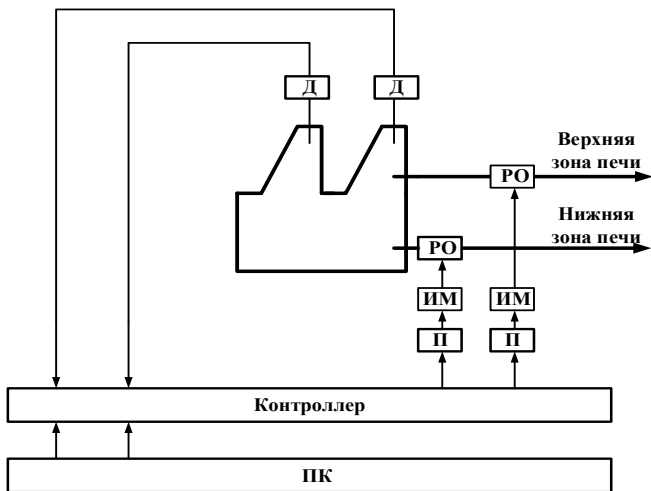 Д
Д
Верхняя
зона печи
РО
Нижняя
зона печи
РО
ИМ
ИМ
П
П
Контроллер
ПК